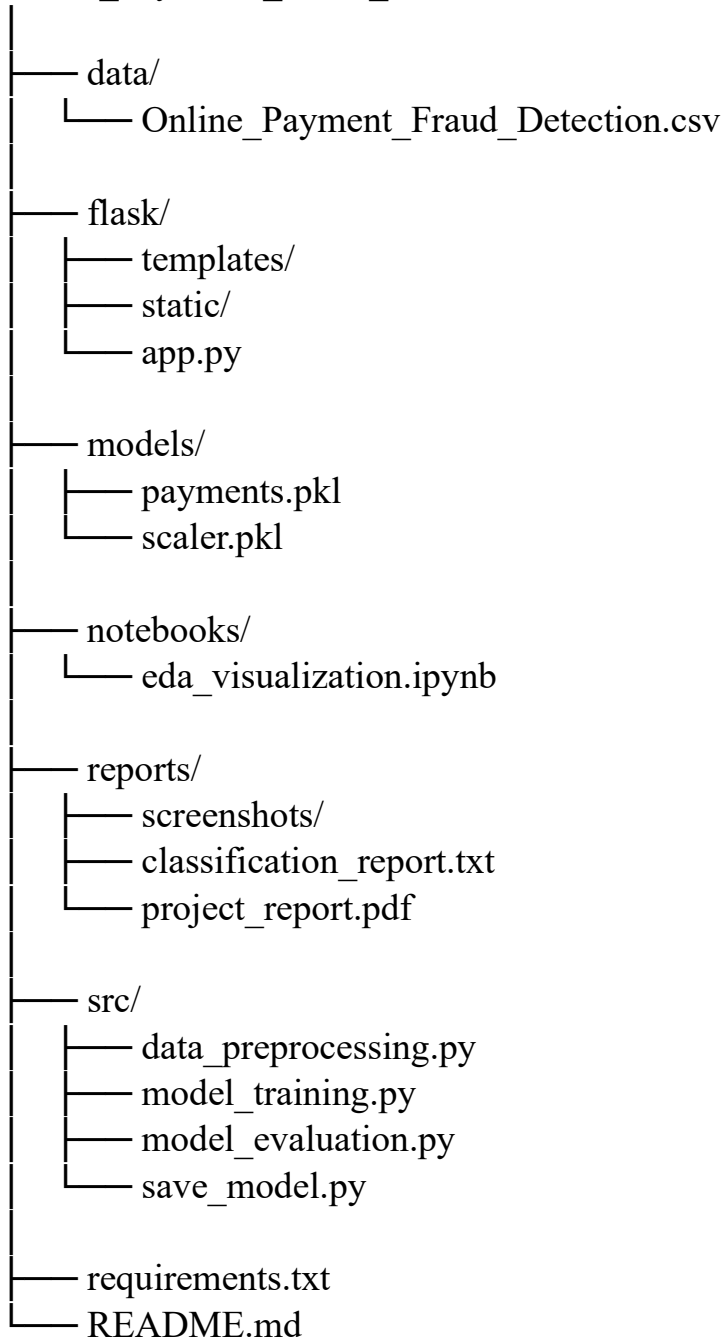 data/
Online_Payment_Fraud_Detection.csv
flask/
templates/
static/
app.py
models/
payments.pkl
scaler.pkl
notebooks/
eda_visualization.ipynb
reports/
screenshots/
classification_report.txt
project_report.pdf
src/
data_preprocessing.py
model_training.py
model_evaluation.py
save_model.py
requirements.txt
README.md